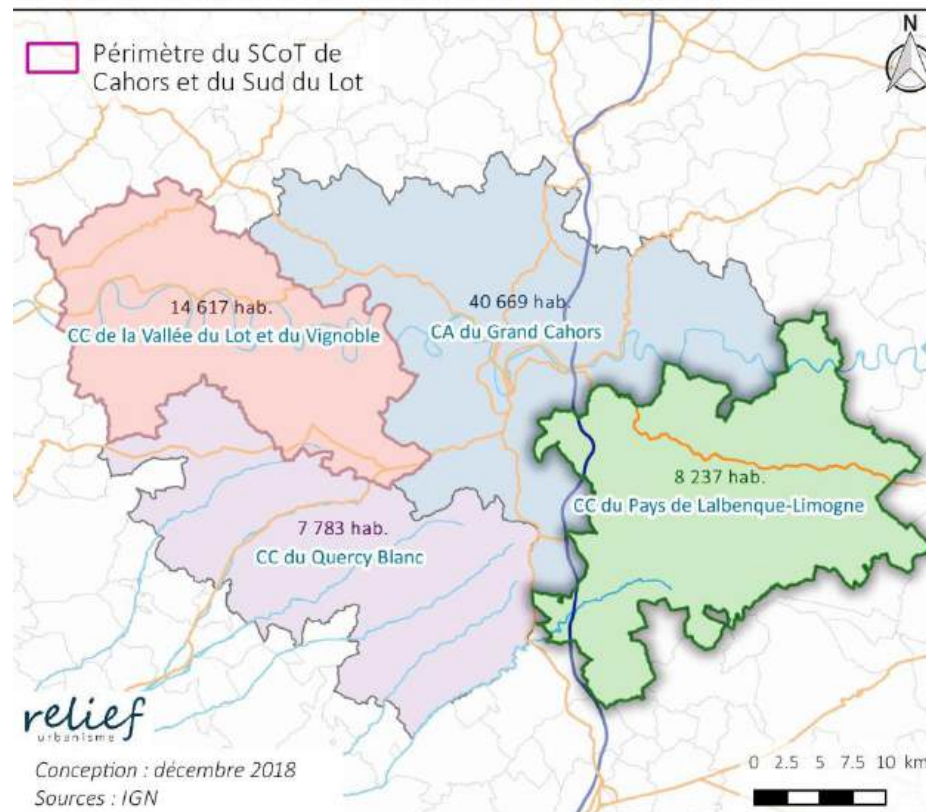 N
Périmètre du SCoT de
Cahors et du Sud du Lot
14 617 hab.
CC de la Vallée du Lot et du Vignoble
40 669 hab.
CA du Grand Cahors
8 237 hab.
CC du Pays de Lalbenque-Limogne
7 783 hab.
CC du Quercy Blanc
relief
urbanisme
Conception : décembre 2018
Sources : IGN
0 2.5 5 7.5 10 km